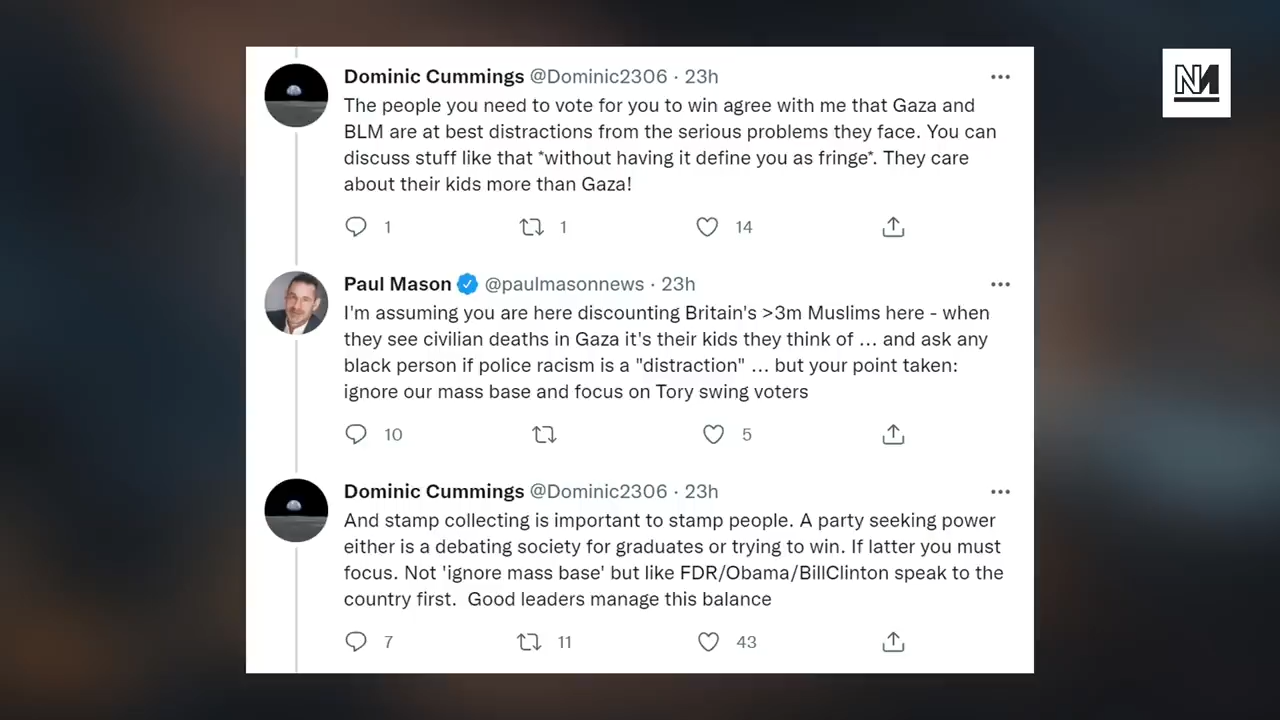 Dominic Cummings @Dominic2306 · 23h
The people you need to vote for you to win agree with me that Gaza and
BLM are at best distractions from the serious problems they face. You can
discuss stuff like that *without having it define you as fringe*. They care
about their kids more than Gaza!
1 1 14
Paul Mason @paulmasonnews · 23h
I'm assuming you are here discounting Britain's >3m Muslims here - when
they see civilian deaths in Gaza it's their kids they think of ... and ask any
black person if police racism is a "distraction" ... but your point taken:
ignore our mass base and focus on Tory swing voters
10 5
Dominic Cummings @Dominic2306 · 23h
And stamp collecting is important to stamp people. A party seeking power
either is a debating society for graduates or trying to win. If latter you must
focus. Not 'ignore mass base' but like FDR/Obama/BillClinton speak to the
country first.  Good leaders manage this balance
7 11 43
NM